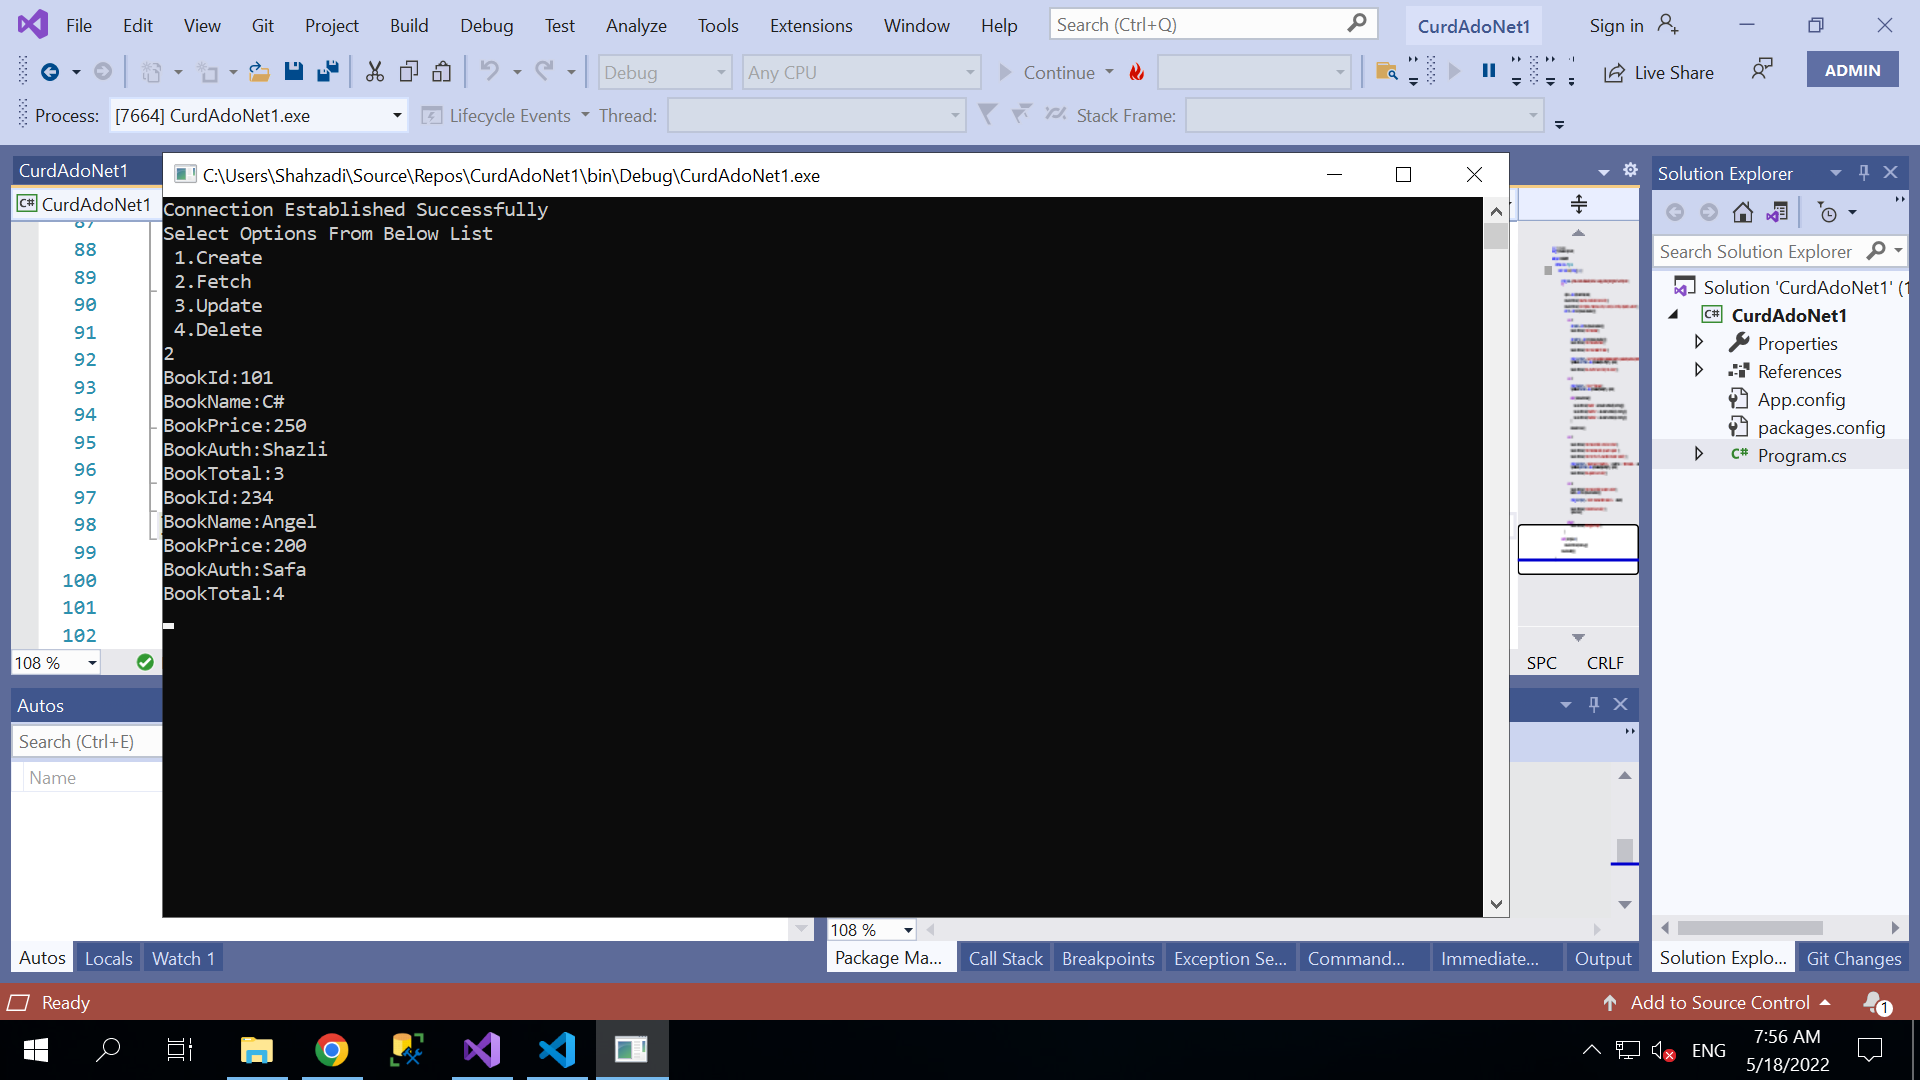 File Edit View Git Project Build Debug Test Analyze Tools Extensions Window Help Search (Ctrl+Q) CurdAdoNet1 Sign in
Debug Any CPU Continue Live Share ADMIN
Process: [7664] CurdAdoNet1.exe Lifecycle Events Thread: Stack Frame:
CurdAdoNet1
C# CurdAdoNet1
87
88
89
90
91
92
93
94
95
96
97
98
99
100
101
102
108 %
C:\Users\Shahzadi\Source\Repos\CurdAdoNet1\bin\Debug\CurdAdoNet1.exe
Connection Established Successfully
Select Options From Below List
1.Create
2.Fetch
3.Update
4.Delete
2
BookId:101
BookName:C#
BookPrice:250
BookAuth:Shazli
BookTotal:3
BookId:234
BookName:Angel
BookPrice:200
BookAuth:Safa
BookTotal:4
SPC CRLF
Solution Explorer
Search Solution Explorer
Solution 'CurdAdoNet1' (1
C# CurdAdoNet1
Properties
References
App.config
packages.config
C# Program.cs
Autos
Search (Ctrl+E)
Name
108 %
Autos Locals Watch 1
Package Ma... Call Stack Breakpoints Exception Se... Command... Immediate... Output
Solution Explo... Git Changes
Ready
Add to Source Control 1
ENG
7:56 AM
5/18/2022